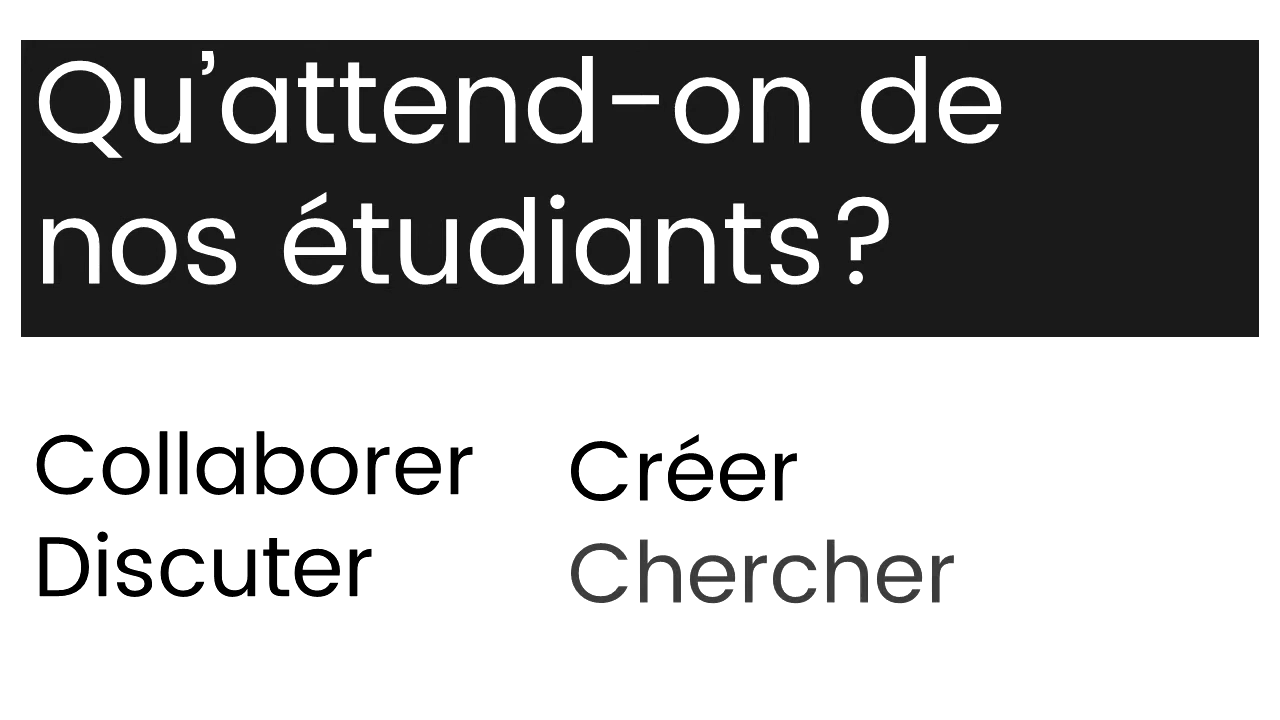 Qu’attend-on de
nos étudiants?
Collaborer
Discuter
Créer
Chercher